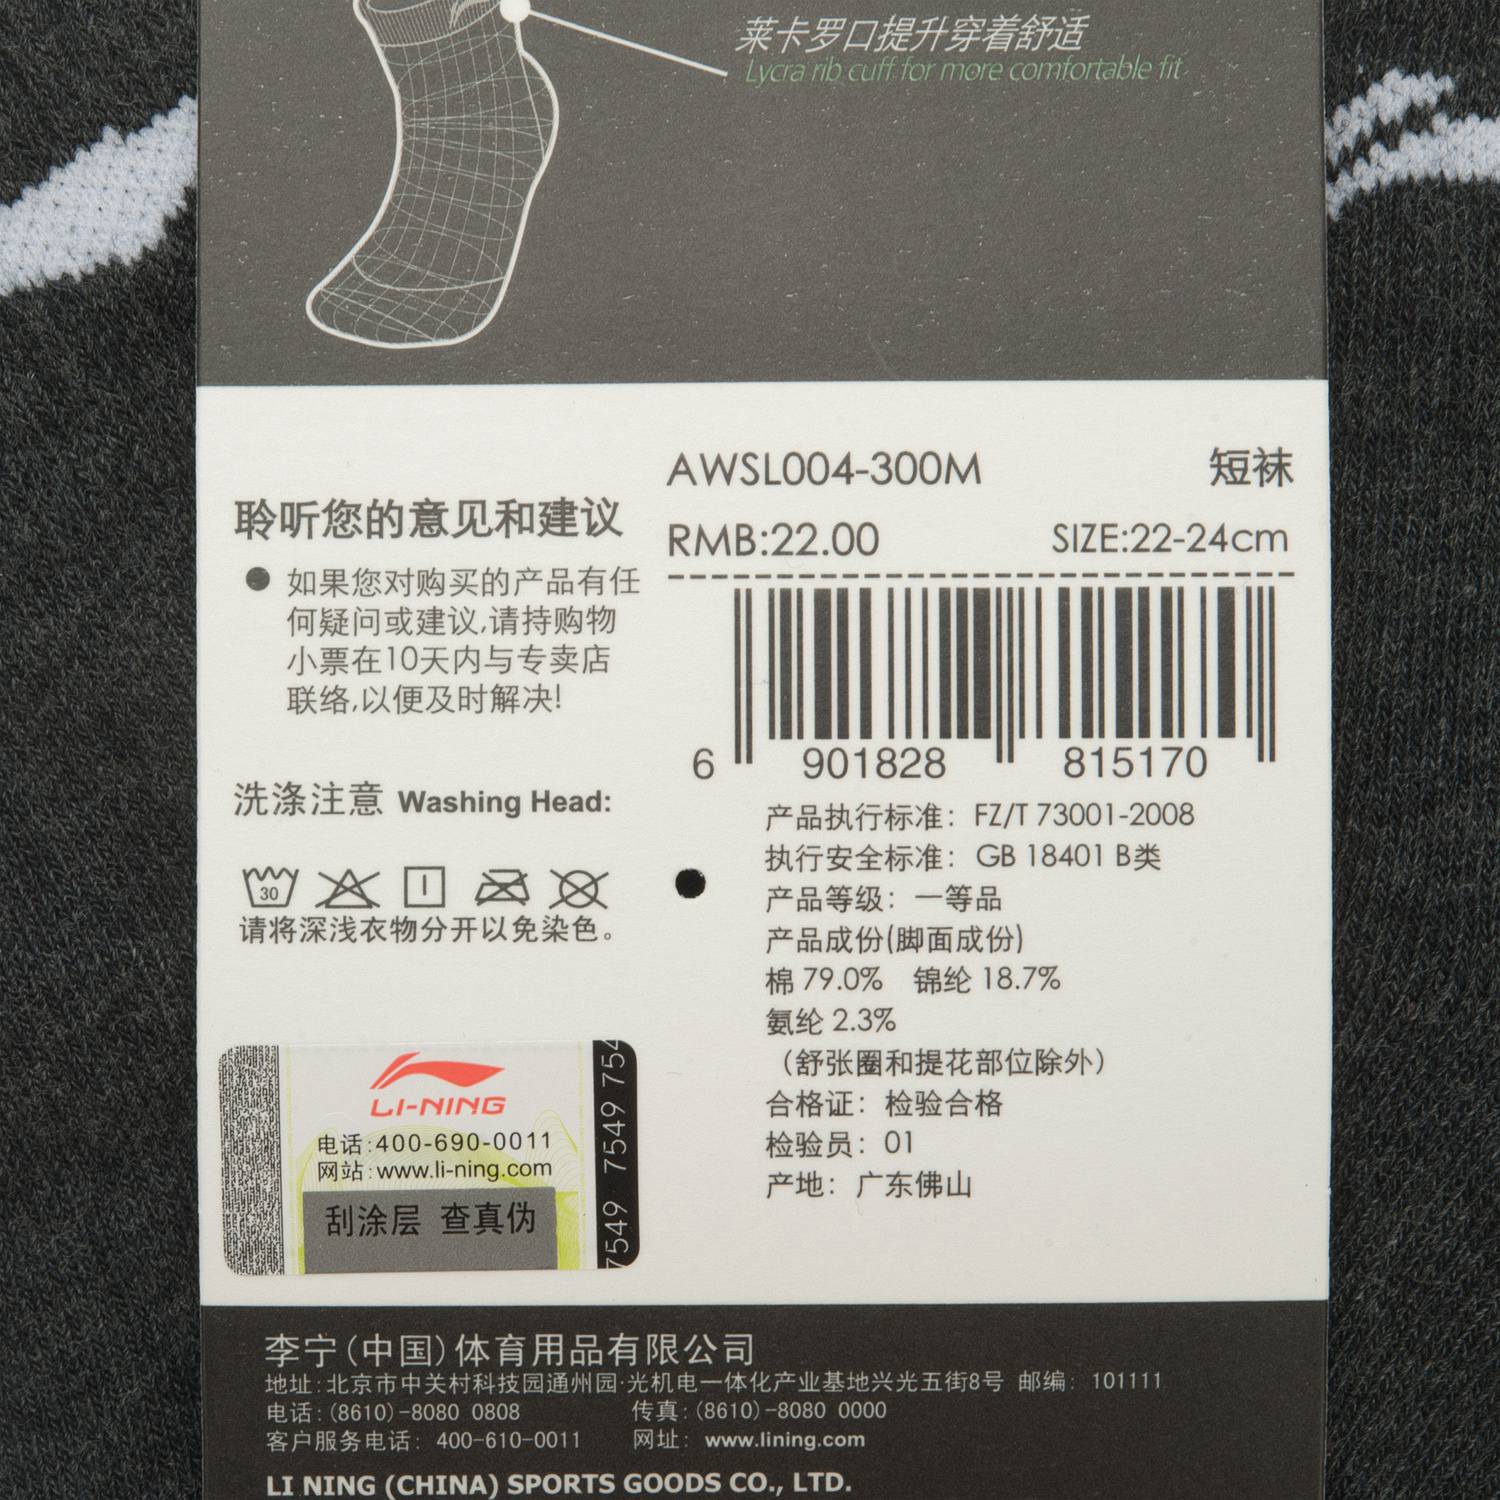 莱卡罗口提升穿着舒适
Lycra rib cuff for more comfortable fit
AWSL004-300M 短袜
RMB:22.00 SIZE:22-24cm
6 901828 815170
聆听您的意见和建议
● 如果您对购买的产品有任
何疑问或建议,请持购物
小票在10天内与专卖店
联络,以便及时解决!
洗涤注意 Washing Head:
30
请将深浅衣物分开以免染色。
产品执行标准：FZ/T 73001-2008
执行安全标准：GB 18401 B类
产品等级：一等品
产品成份(脚面成份)
棉 79.0% 锦纶 18.7%
氨纶 2.3%
（舒张圈和提花部位除外）
合格证：检验合格
检验员：01
产地：广东佛山
LI-NING
电话:400-690-0011
网站:www.li-ning.com
刮涂层 查真伪
7549 7549 754
李宁(中国)体育用品有限公司
地址:北京市中关村科技园通州园·光机电一体化产业基地兴光五街8号 邮编: 101111
电话:(8610)-8080 0808 传真:(8610)-8080 0000
客户服务电话: 400-610-0011 网址: www.lining.com
LI NING (CHINA) SPORTS GOODS CO., LTD.